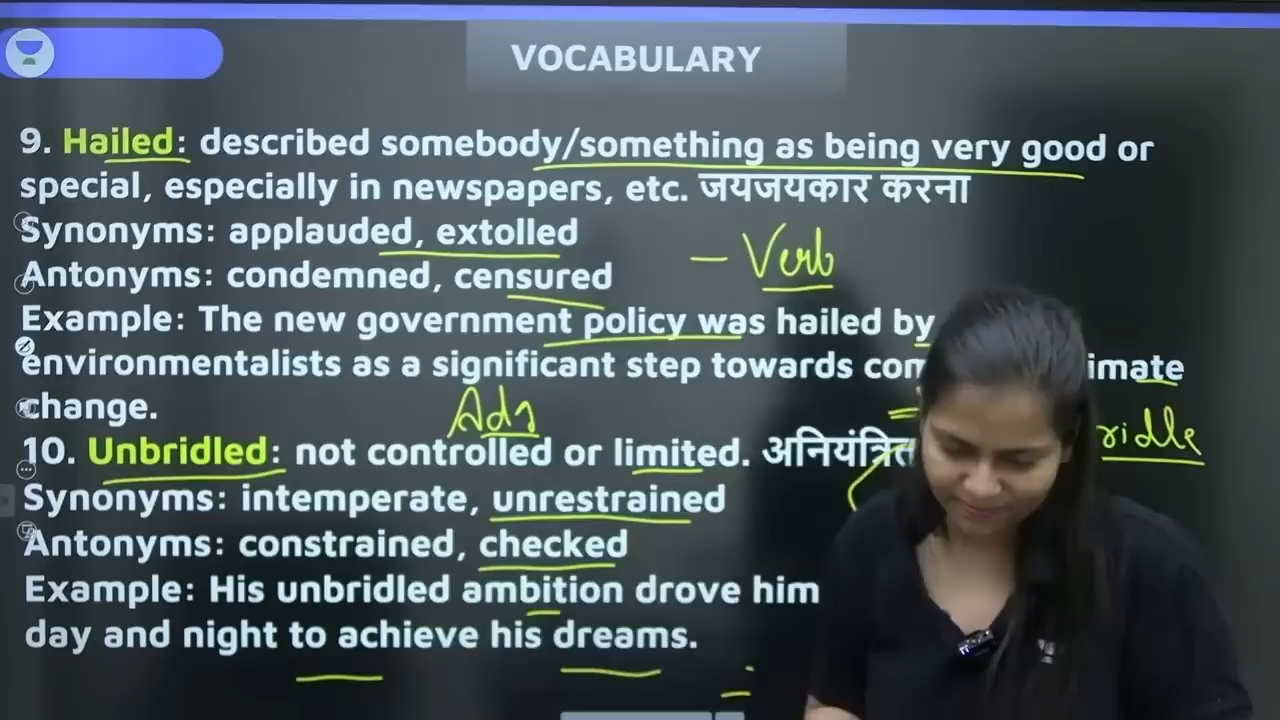 VOCABULARY
9. Hailed: described somebody/something as being very good or
special, especially in newspapers, etc. जयजयकार करना
Synonyms: applauded, extolled
– Verb
Antonyms: condemned, censured
Example: The new government policy was hailed by
environmentalists as a significant step towards
change.
Adj
10. Unbridled: not controlled or limited. अनियंत्रित
Synonyms: intemperate, unrestrained
Antonyms: constrained, checked
Example: His unbridled ambition drove him
day and night to achieve his dreams.